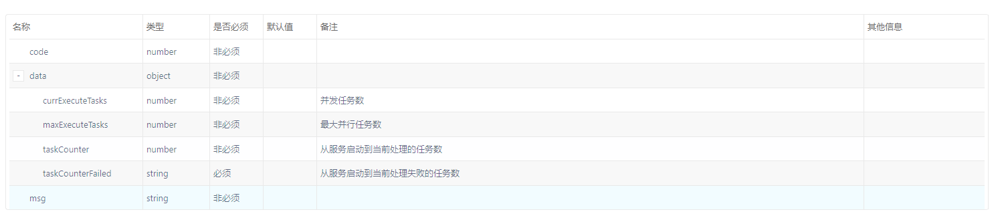 名称 类型 是否必须 默认值 备注 其他信息
code number 非必须
- data object 非必须
currExecuteTasks number 非必须 并发任务数
maxExecuteTasks number 非必须 最大并行任务数
taskCounter number 非必须 从服务启动到当前处理的任务数
taskCounterFailed string 必须 从服务启动到当前处理失败的任务数
msg string 非必须